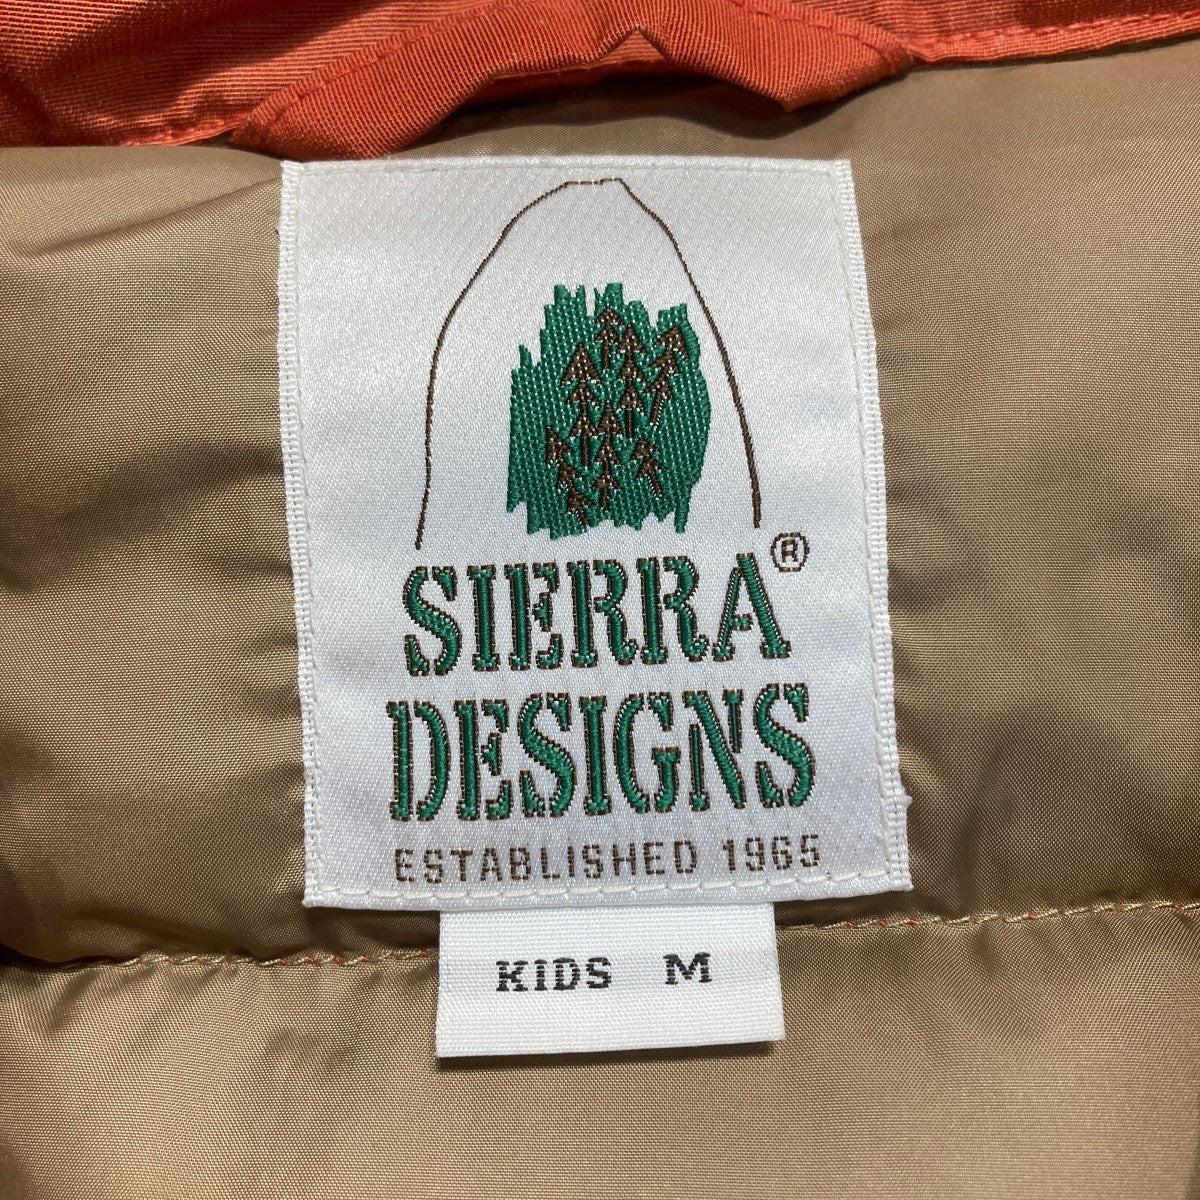 SIERRA®
DESIGNS
ESTABLISHED 1965
KIDS M